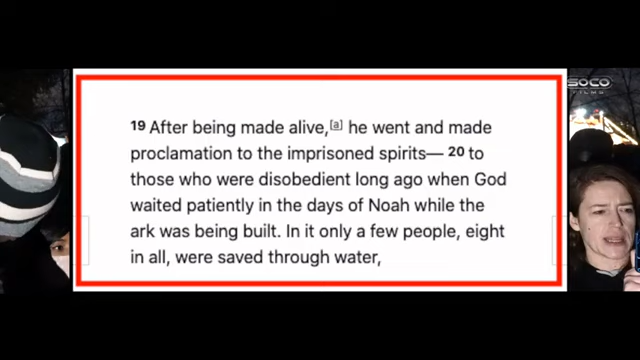 SOCO
FILMS
19 After being made alive,[a] he went and made
proclamation to the imprisoned spirits— 20 to
those who were disobedient long ago when God
waited patiently in the days of Noah while the
ark was being built. In it only a few people, eight
in all, were saved through water,